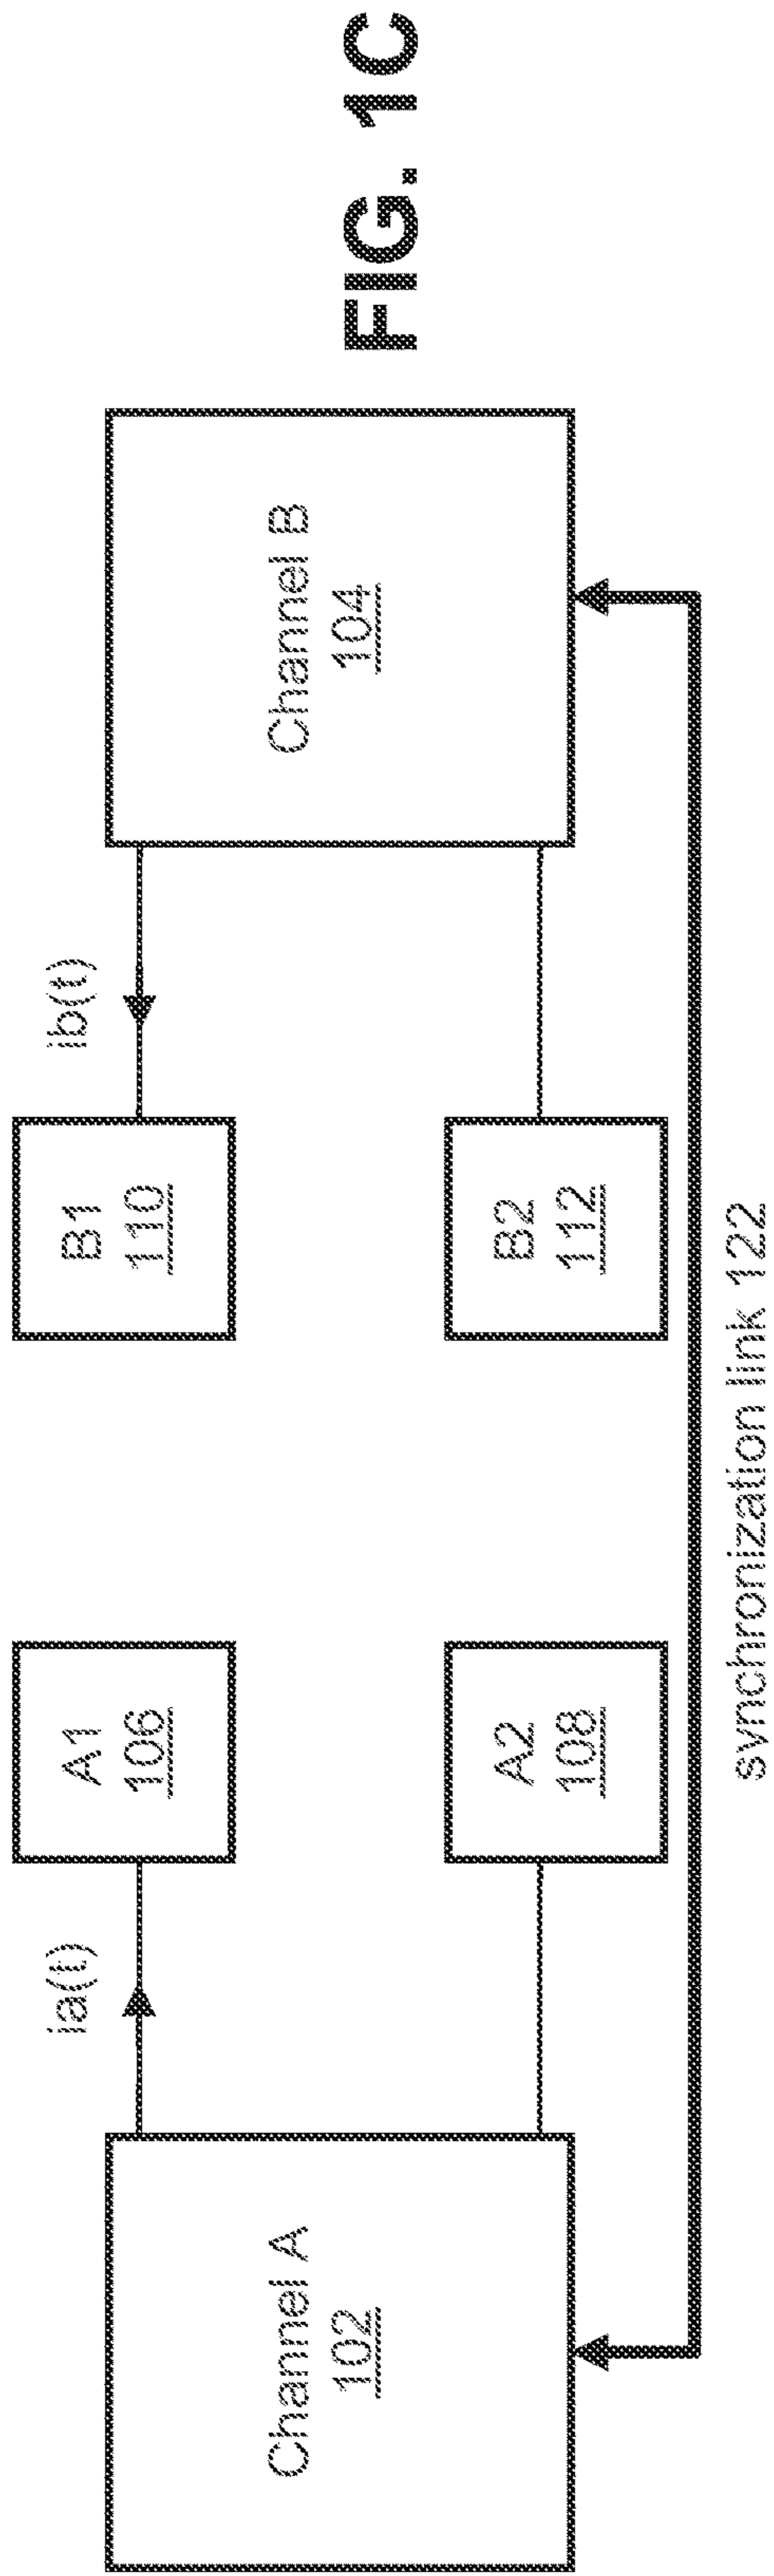 ia(t)
ib(t)
A1
106
B1
110
Channel A
102
Channel B
104
A2
108
B2
112
synchronization link 122
FIG. 1C